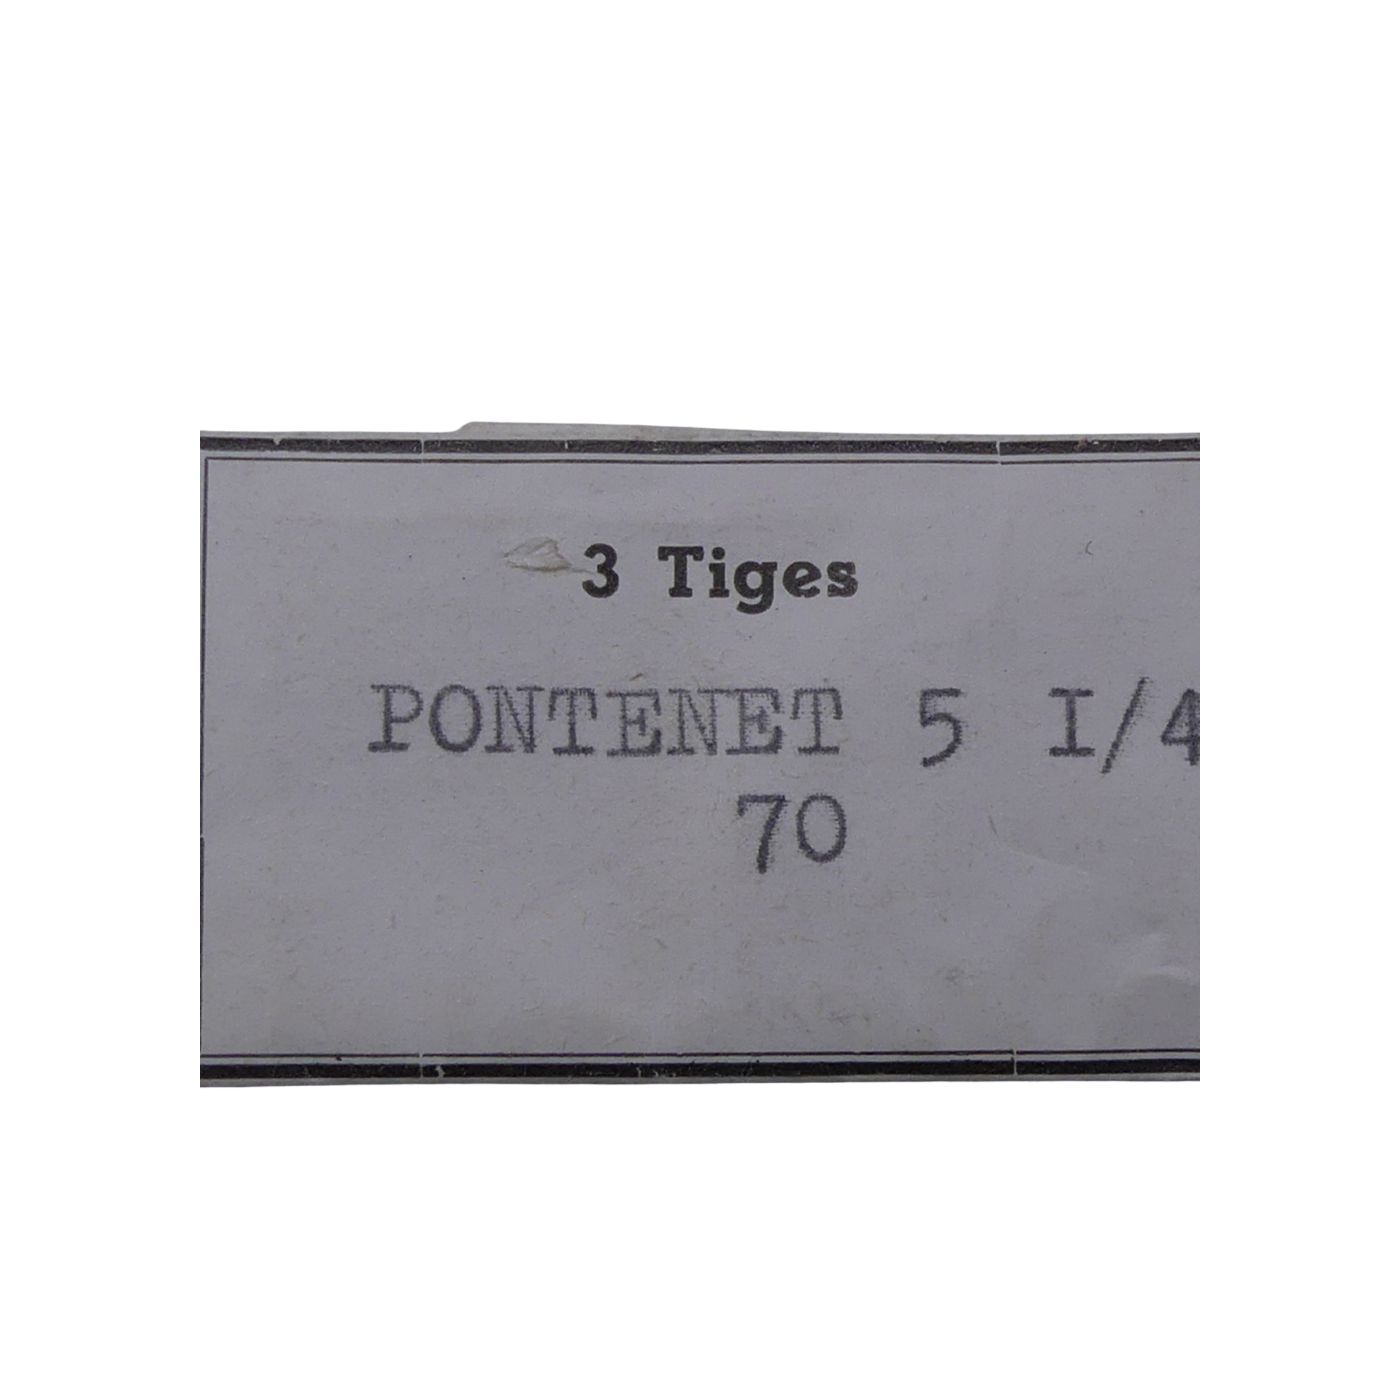 3 Tiges
PONTENET 5 I/4
70